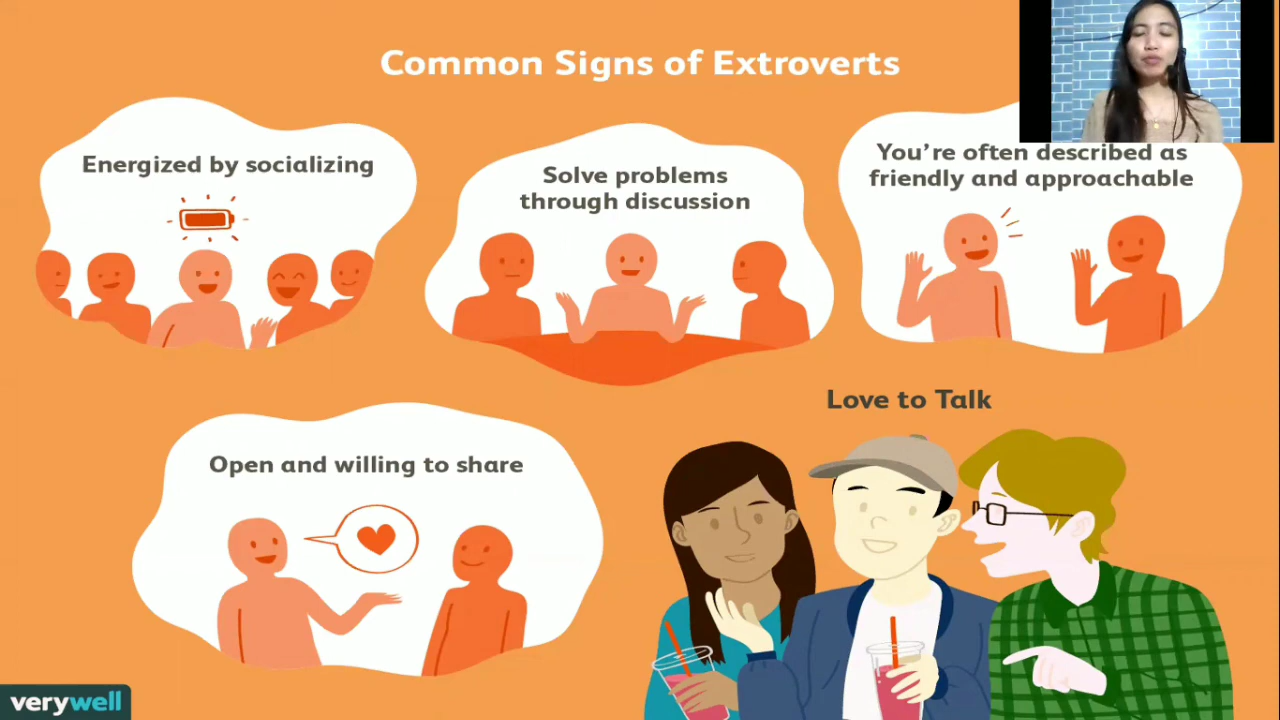 Common Signs of Extroverts
Energized by socializing
Solve problems
through discussion
You're often described as
friendly and approachable
Love to Talk
Open and willing to share
verywell